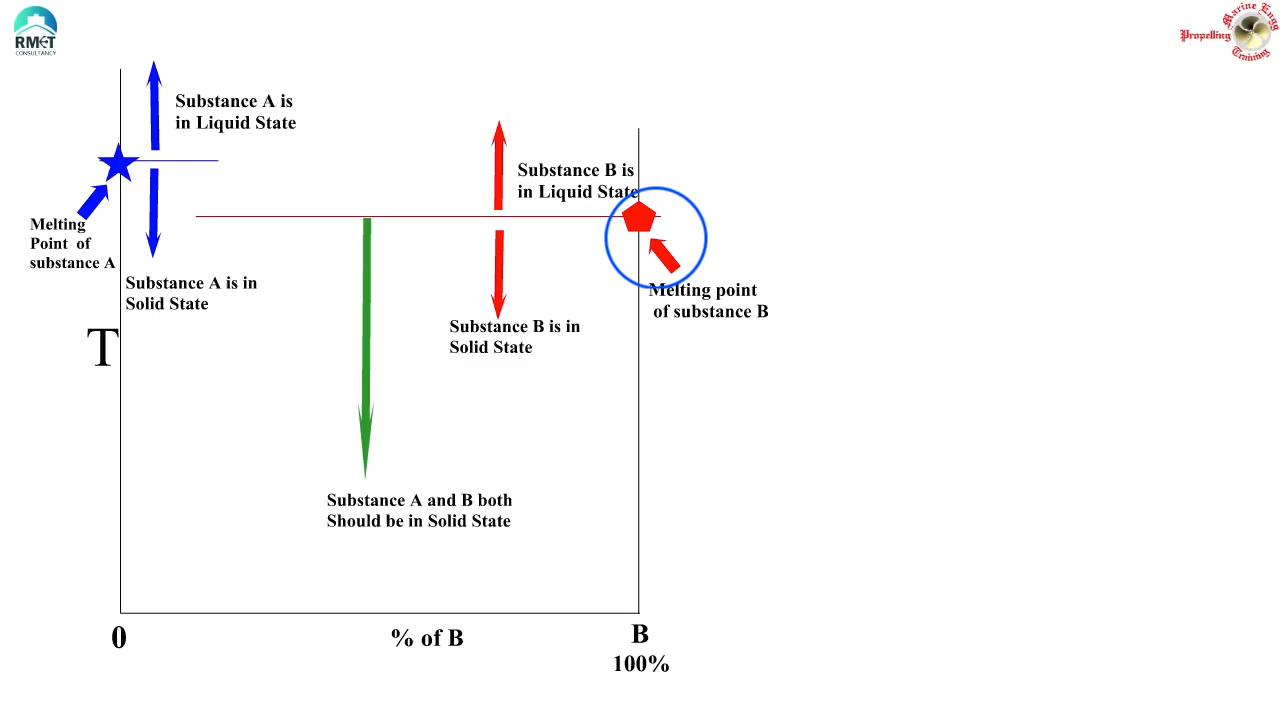 RMET
CONSULTANCY
Marine Engg
Propelling
Training
Substance A is
in Liquid State
Substance B is
in Liquid State
Melting
Point of
substance A
Substance A is in
Solid State
Melting point
of substance B
Substance B is in
Solid State
T
Substance A and B both
Should be in Solid State
0
% of B
B
100%